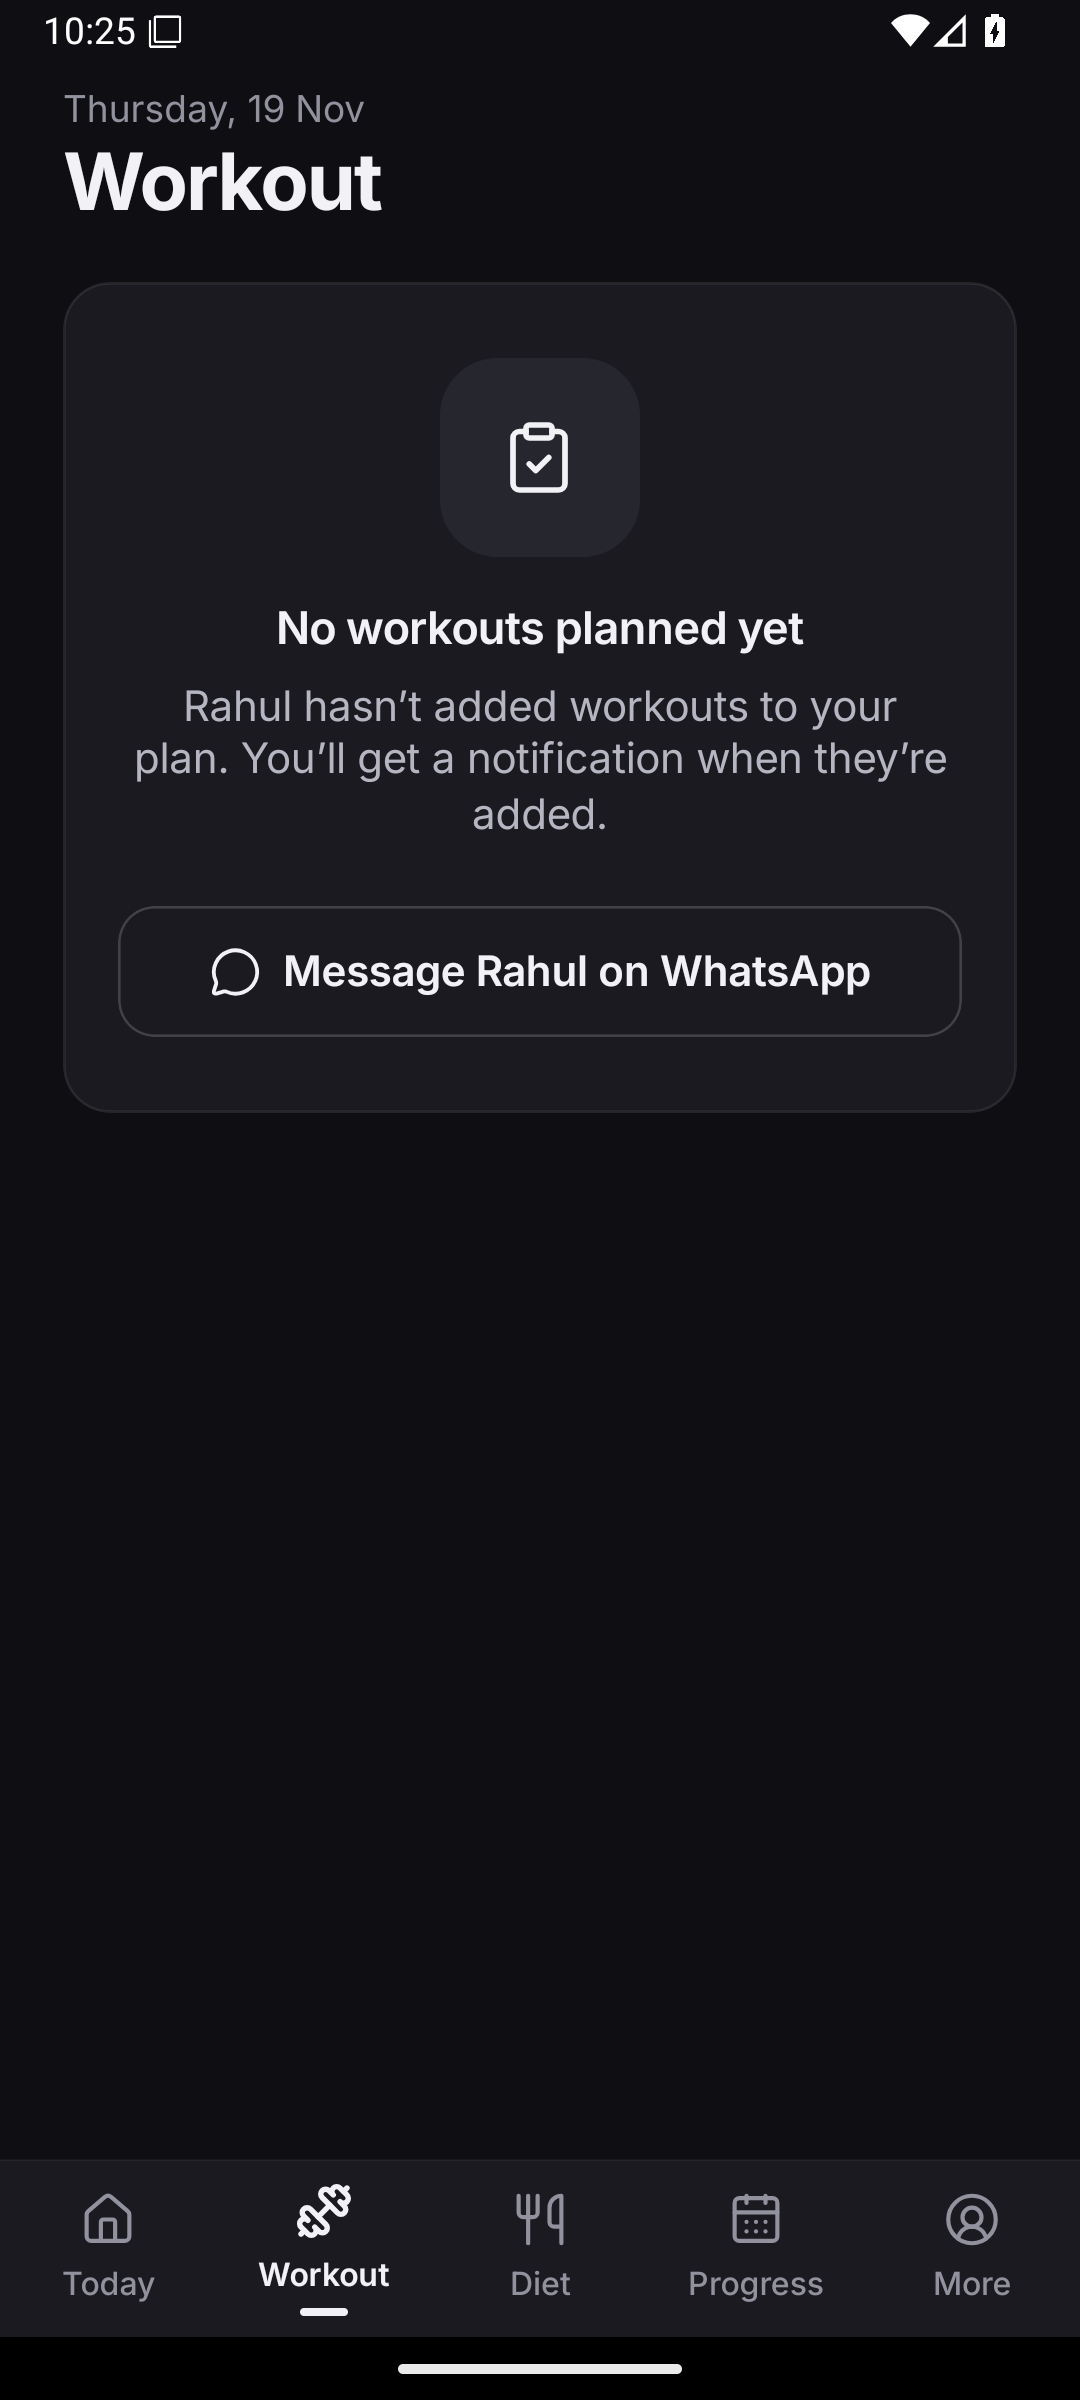 10:25
Thursday, 19 Nov
Workout
No workouts planned yet
Rahul hasn’t added workouts to your
plan. You’ll get a notification when they’re
added.
Message Rahul on WhatsApp
Today
Workout
Diet
Progress
More